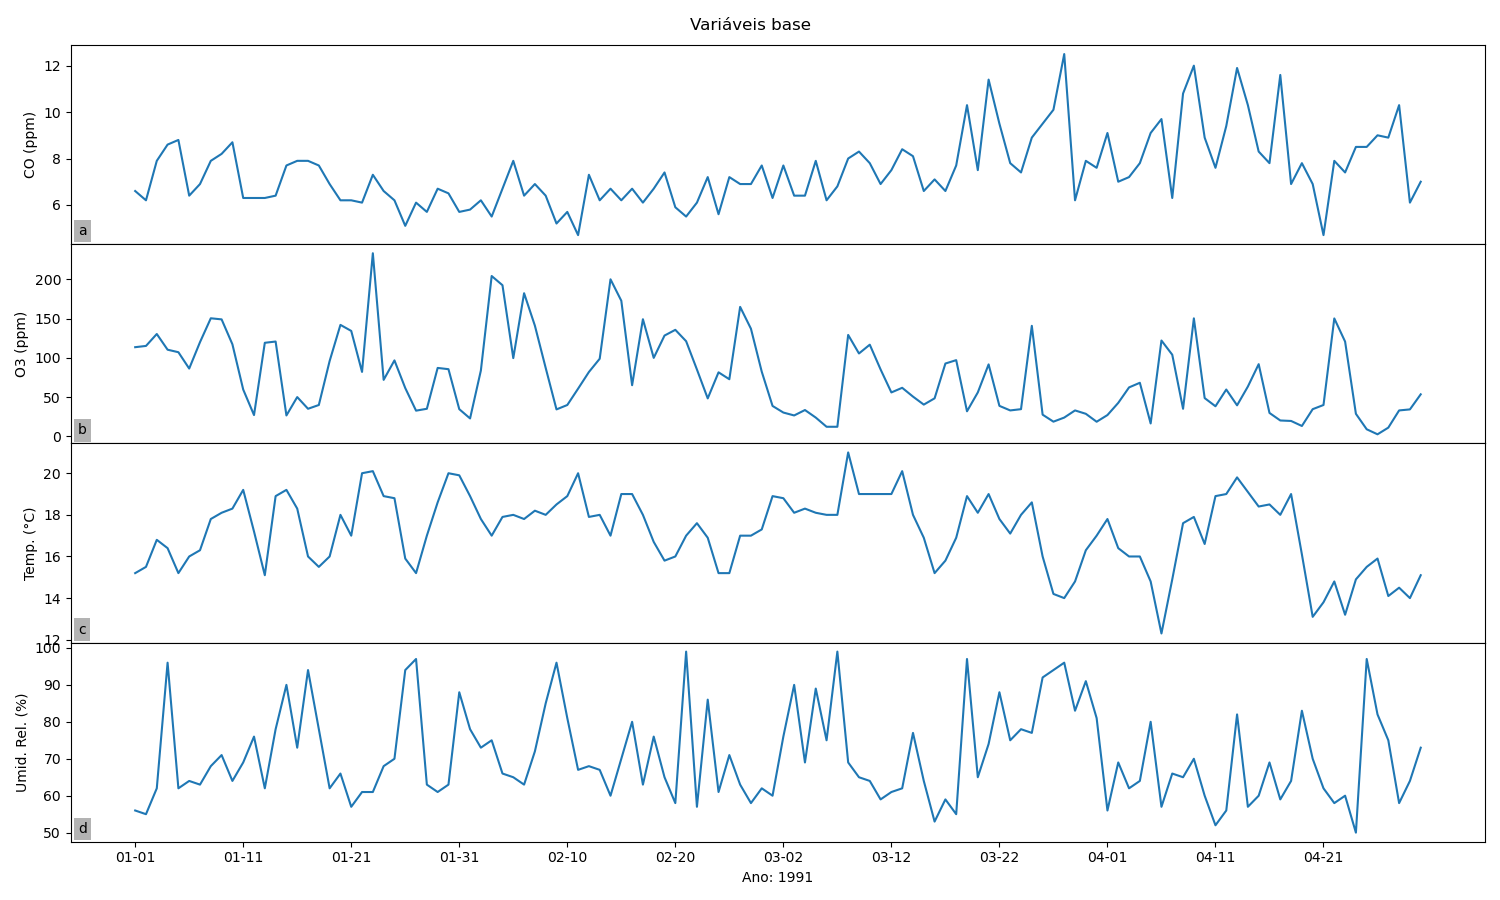 Variáveis base
CO (ppm)
12
10
8
6
a
O3 (ppm)
200
150
100
50
0
b
Temp. (°C)
20
18
16
14
12
c
Umid. Rel. (%)
100
90
80
70
60
50
d
01-01 01-11 01-21 01-31 02-10 02-20 03-02 03-12 03-22 04-01 04-11 04-21
Ano: 1991